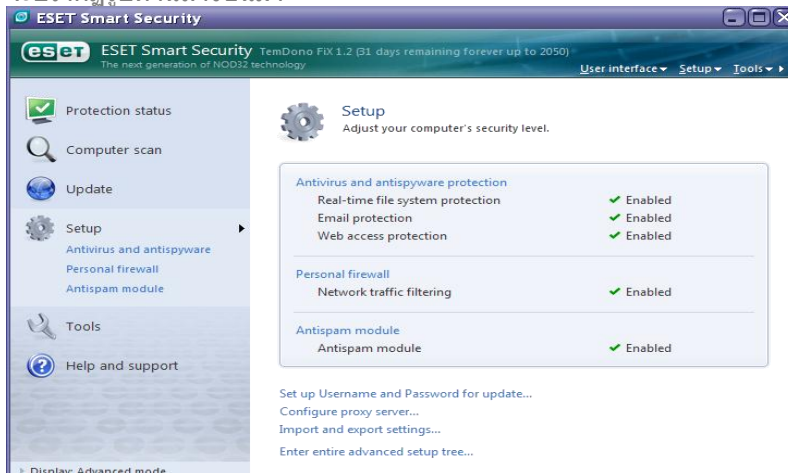 ESET Smart Security
eset ESET Smart Security TemDono FiX 1.2 (31 days remaining forever up to 2050)
The next generation of NOD32 technology
User interface Setup Tools
Protection status
Computer scan
Update
Setup
Antivirus and antispyware
Personal firewall
Antispam module
Tools
Help and support
Display: Advanced mode
Setup
Adjust your computer's security level.
Antivirus and antispyware protection
Real-time file system protection Enabled
Email protection Enabled
Web access protection Enabled
Personal firewall
Network traffic filtering Enabled
Antispam module
Antispam module Enabled
Set up Username and Password for update...
Configure proxy server...
Import and export settings...
Enter entire advanced setup tree...